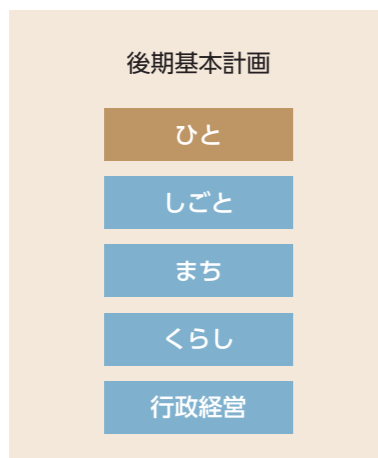 後期基本計画
ひと
しごと
まち
くらし
行政経営